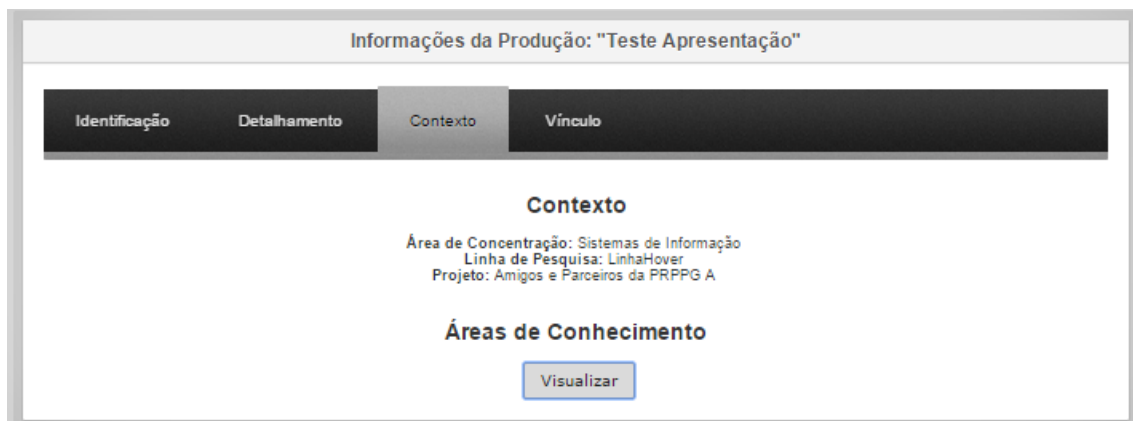 Informações da Produção: "Teste Apresentação"
Identificação Detalhamento Contexto Vínculo
Contexto
Área de Concentração: Sistemas de Informação
Linha de Pesquisa: LinhaHover
Projeto: Amigos e Parceiros da PRPPG A
Áreas de Conhecimento
Visualizar